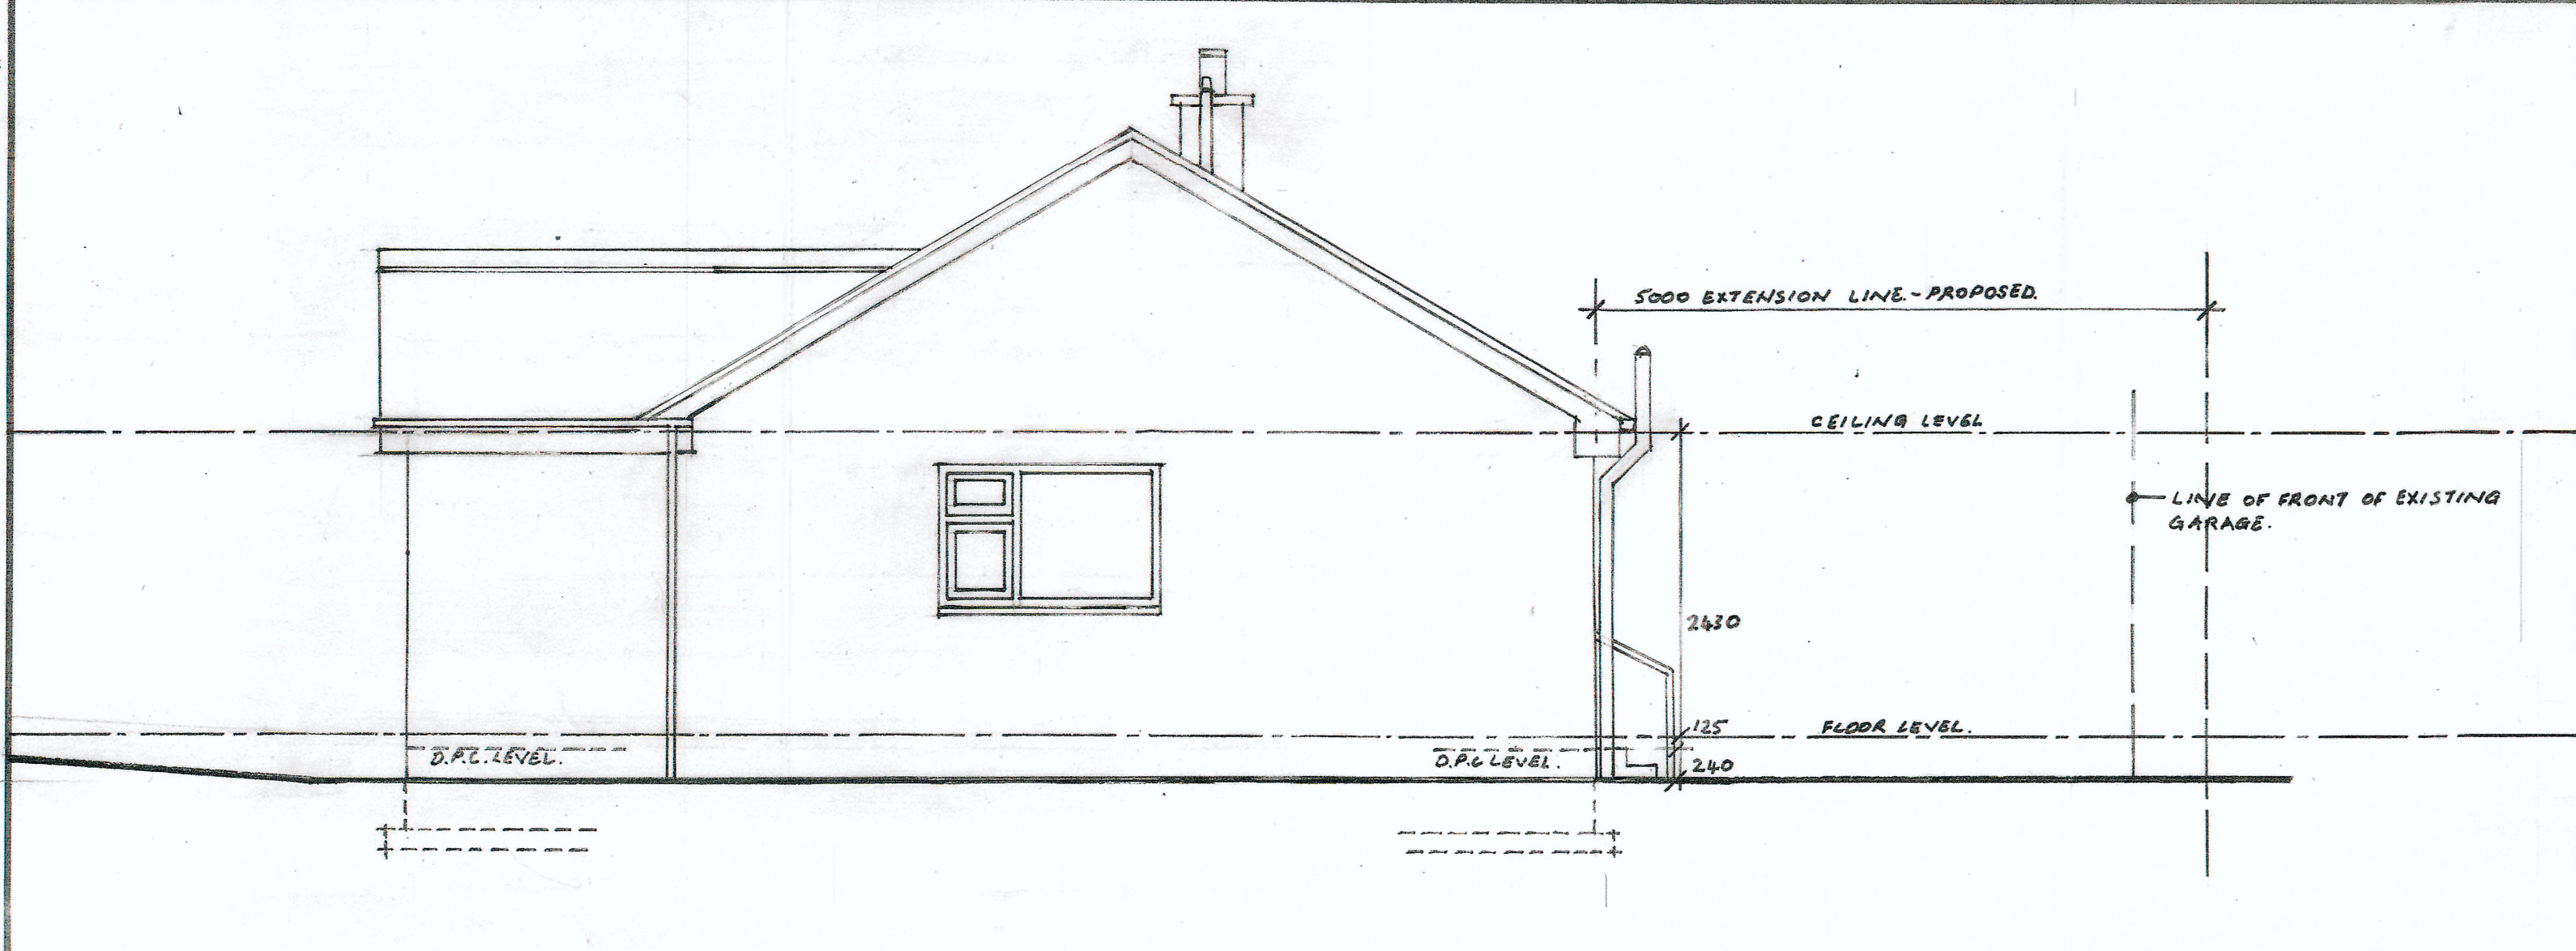 5000 EXTENSION LINE.-PROPOSED.
CEILING LEVEL
LINE OF FRONT OF EXISTING
GARAGE.
2430
125
FLOOR LEVEL.
D.P.C. LEVEL.
D.P.C LEVEL.
240